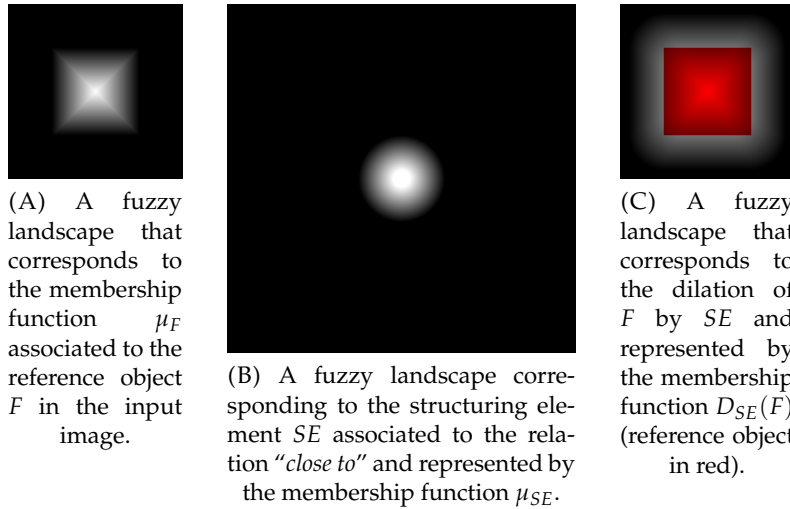 (A) A fuzzy
landscape that
corresponds to
the membership
function μF
associated to the
reference object
F in the input
image.
(B) A fuzzy landscape corre-
sponding to the structuring ele-
ment SE associated to the rela-
tion “close to” and represented by
the membership function μSE.
(C) A fuzzy
landscape that
corresponds to
the dilation of
F by SE and
represented by
the membership
function DSE(F)
(reference object
in red).